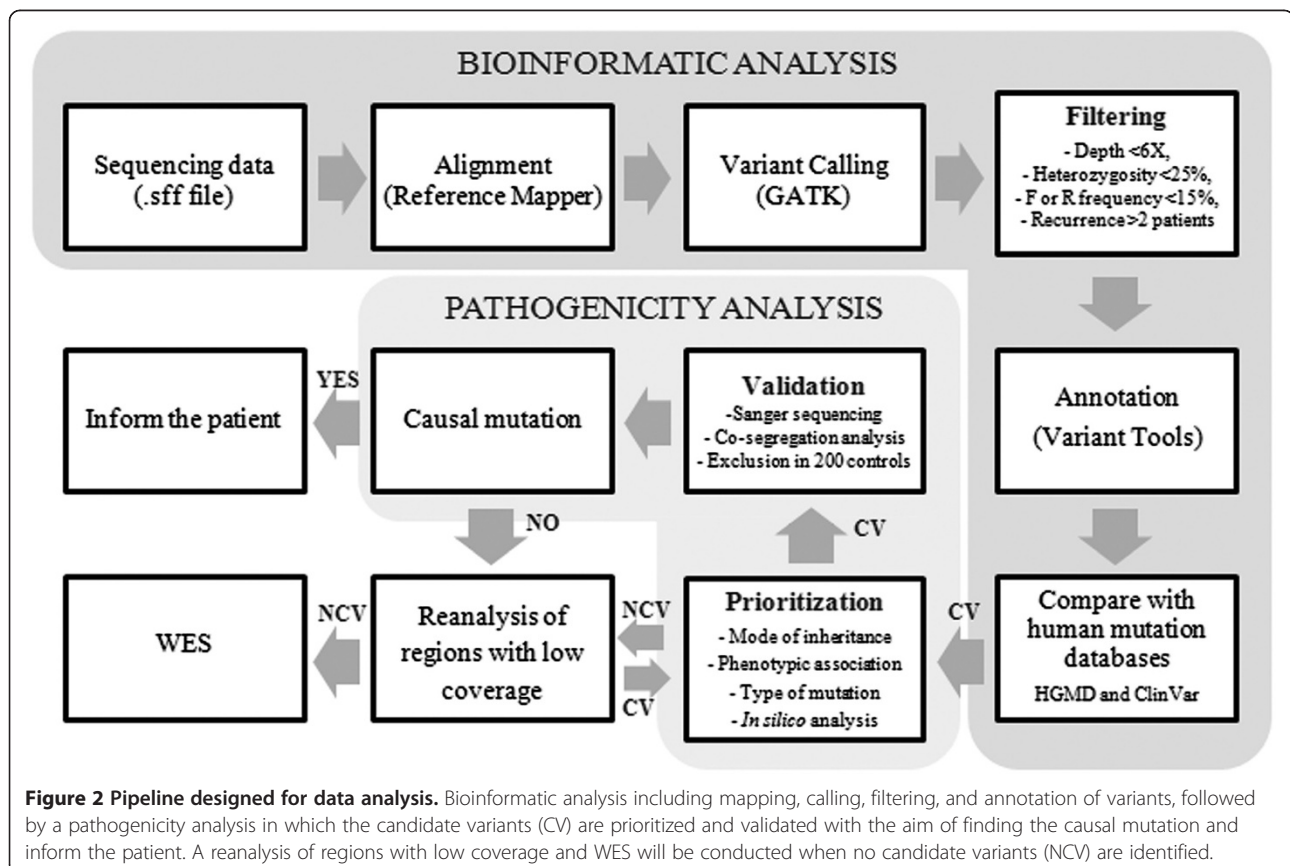 BIOINFORMATIC ANALYSIS
Sequencing data
(.sff file)
Alignment
(Reference Mapper)
Variant Calling
(GATK)
Filtering
- Depth <6X,
- Heterozygosity <25%,
- F or R frequency <15%,
- Recurrence >2 patients
PATHOGENICITY ANALYSIS
Inform the patient
YES
Causal mutation
Validation
-Sanger sequencing
- Co-segregation analysis
- Exclusion in 200 controls
Annotation
(Variant Tools)
NO
CV
WES
NCV
Reanalysis of
regions with low
coverage
NCV
CV
Prioritization
- Mode of inheritance
- Phenotypic association
- Type of mutation
- In silico analysis
CV
Compare with
human mutation
databases
HGMD and ClinVar
Figure 2 Pipeline designed for data analysis. Bioinformatic analysis including mapping, calling, filtering, and annotation of variants, followed
by a pathogenicity analysis in which the candidate variants (CV) are prioritized and validated with the aim of finding the causal mutation and
inform the patient. A reanalysis of regions with low coverage and WES will be conducted when no candidate variants (NCV) are identified.